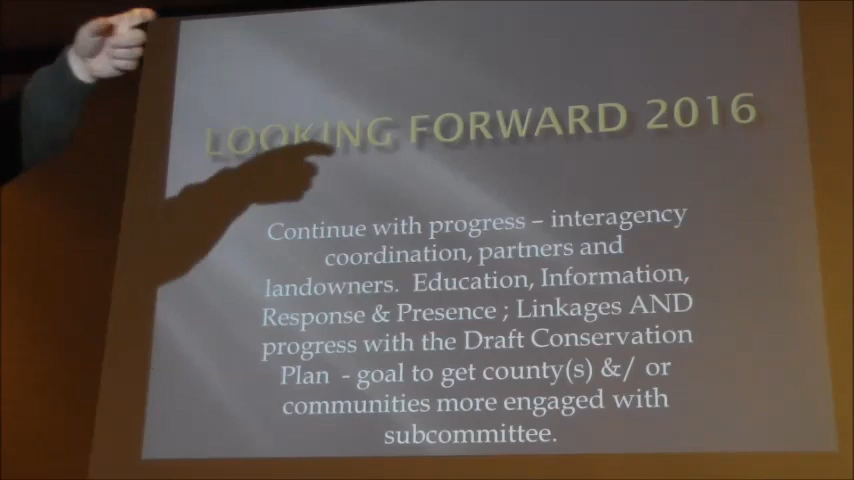 LOOKING FORWARD 2016
Continue with progress – interagency
coordination, partners and
landowners. Education, Information,
Response & Presence ; Linkages AND
progress with the Draft Conservation
Plan - goal to get county(s) &/ or
communities more engaged with
subcommittee.